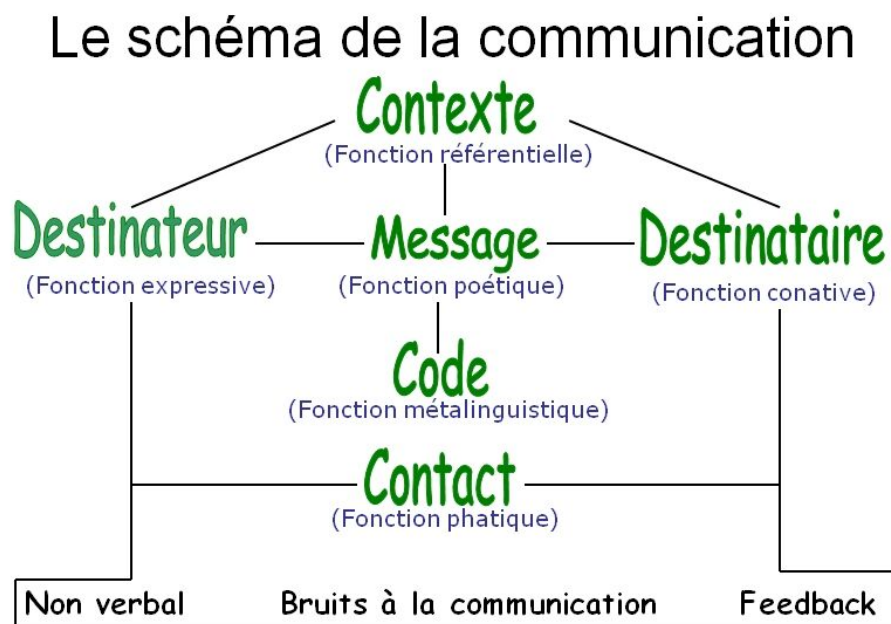 Le schéma de la communication
Contexte
(Fonction référentielle)
Destinateur Message Destinataire
(Fonction expressive) (Fonction poétique) (Fonction conative)
Code
(Fonction métalinguistique)
Contact
(Fonction phatique)
Non verbal Bruits à la communication Feedback